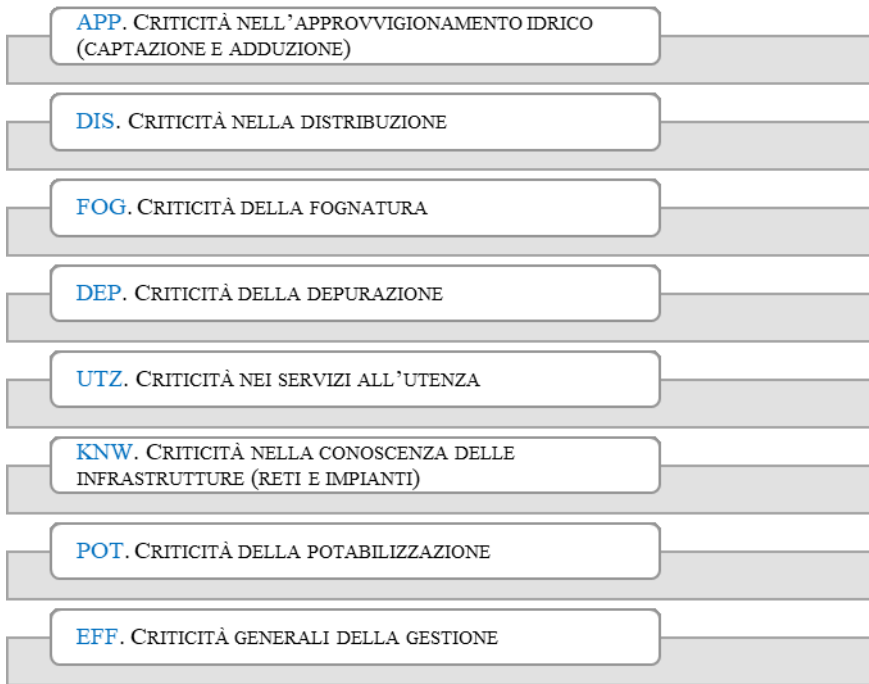 APP. CRITICITÀ NELL’APPROVVIGIONAMENTO IDRICO
(CAPTAZIONE E ADDUZIONE)
DIS. CRITICITÀ NELLA DISTRIBUZIONE
FOG. CRITICITÀ DELLA FOGNATURA
DEP. CRITICITÀ DELLA DEPURAZIONE
UTZ. CRITICITÀ NEI SERVIZI ALL’UTENZA
KNW. CRITICITÀ NELLA CONOSCENZA DELLE
INFRASTRUTTURE (RETI E IMPIANTI)
POT. CRITICITÀ DELLA POTABILIZZAZIONE
EFF. CRITICITÀ GENERALI DELLA GESTIONE